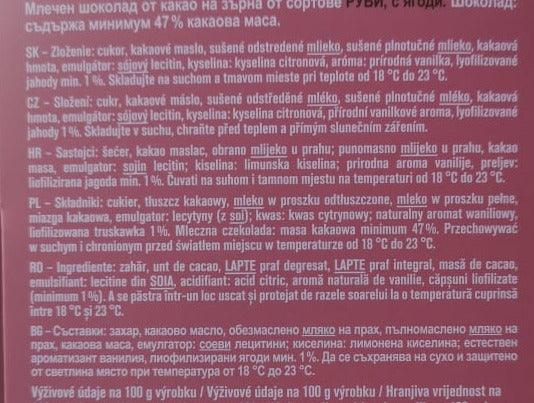 Млечен шоколад от какао на зърна от сортове РУБИ, с ягоди. Шоколад:
съдържа минимум 47% какаова маса.
SK – Zloženie: cukor, kakaové maslo, sušené odstredené mlieko, sušené plnotučné mlieko, kakaová
hmota, emulgátor: sójový lecitín, kyselina: kyselina citronová, aróma: prírodná vanilka, lyofilizované
jahody min. 1%. Skladujte na suchom a tmavom mieste pri teplote od 18 °C do 23 °C.
CZ – Složení: cukr, kakaové máslo, sušené odstředěné mléko, sušené plnotučné mléko, kakaová
hmota, emulgátor: sójový lecitin, kyselina: kyselina citronová, přírodní vanilkové aroma, lyofilizované
jahody 1%. Skladujte v suchu, chraňte před teplem a přímým slunečním zářením.
HR – Sastojci: šećer, kakao maslac, obrano mlijeko u prahu; punomasno mlijeko u prahu, kakao
masa, emulgator: sojin lecitin; kiselina: limunska kiselina; prirodna aroma vanilije, preljev:
liofilizirana jagoda min. 1%. Čuvati na suhom i tamnom mjestu na temperaturi od 18 °C do 23 °C.
PL – Składniki: cukier, tłuszcz kakaowy, mleko w proszku odtłuszczone, mleko w proszku pełne,
miazga kakaowa, emulgator: lecytyny (z soi); kwas: kwas cytrynowy; naturalny aromat waniliowy,
liofilizowana truskawka 1%. Mleczna czekolada: masa kakaowa minimum 47%. Przechowywać
w suchym i chronionym przed światłem miejscu w temperaturze od 18 °C do 23 °C.
RO – Ingrediente: zahăr, unt de cacao, LAPTE praf degresat, LAPTE praf integral, masă de cacao,
emulsifiant: lecitine din SOIA, acidifiant: acid citric, aromă naturală de vanilie, căpșuni liofilizate
(minimum 1%). A se păstra într-un loc uscat și protejat de razele soarelui la o temperatură cuprinsă
între 18 °C și 23 °C.
BG – Съставки: захар, какаово масло, обезмаслено мляко на прах, пълномаслено мляко на
прах, какаова маса, емулгатор: соеви лецитини; киселина: лимонена киселина; естествен
ароматизант ванилия, лиофилизирани ягоди мин. 1%. Да се съхранява на сухо и защитено
от светлина място при температура от 18 °C до 23 °C.
Výživové údaje na 100 g výrobku / Výživové údaje na 100 g výrobku / Hranjiva vrijednost na